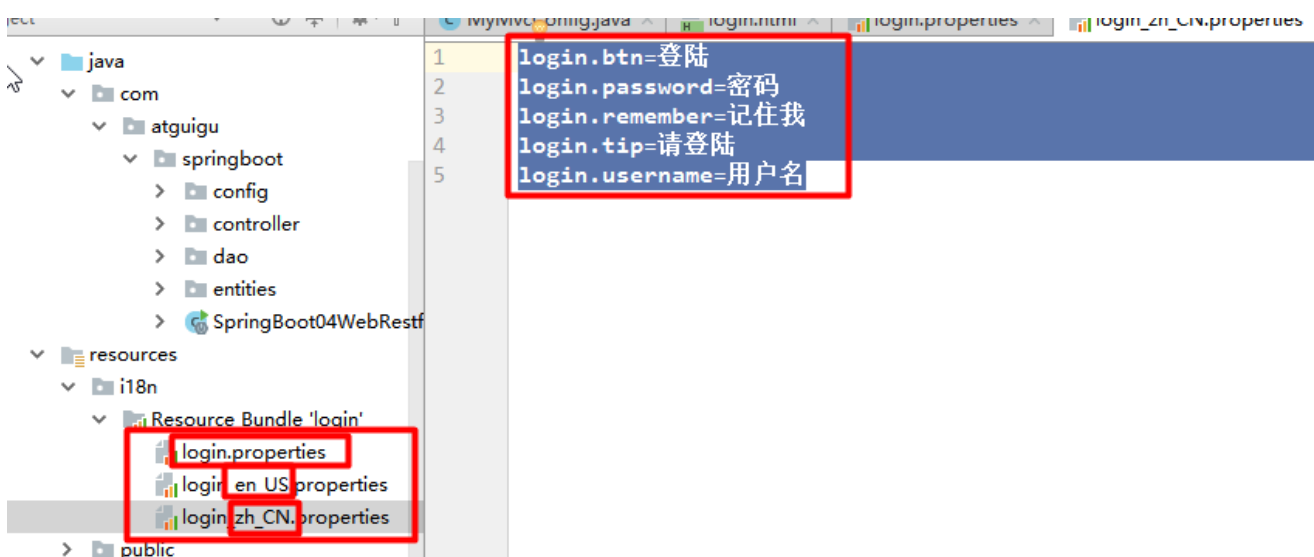 MyMvcConfig.java
login.html
login.properties
login_zh_CN.properties
java
com
atguigu
springboot
config
controller
dao
entities
SpringBoot04WebRestf
resources
i18n
Resource Bundle 'login'
login.properties
login_en_US.properties
login_zh_CN.properties
public
1 login.btn=登陆
2 login.password=密码
3 login.remember=记住我
4 login.tip=请登陆
5 login.username=用户名